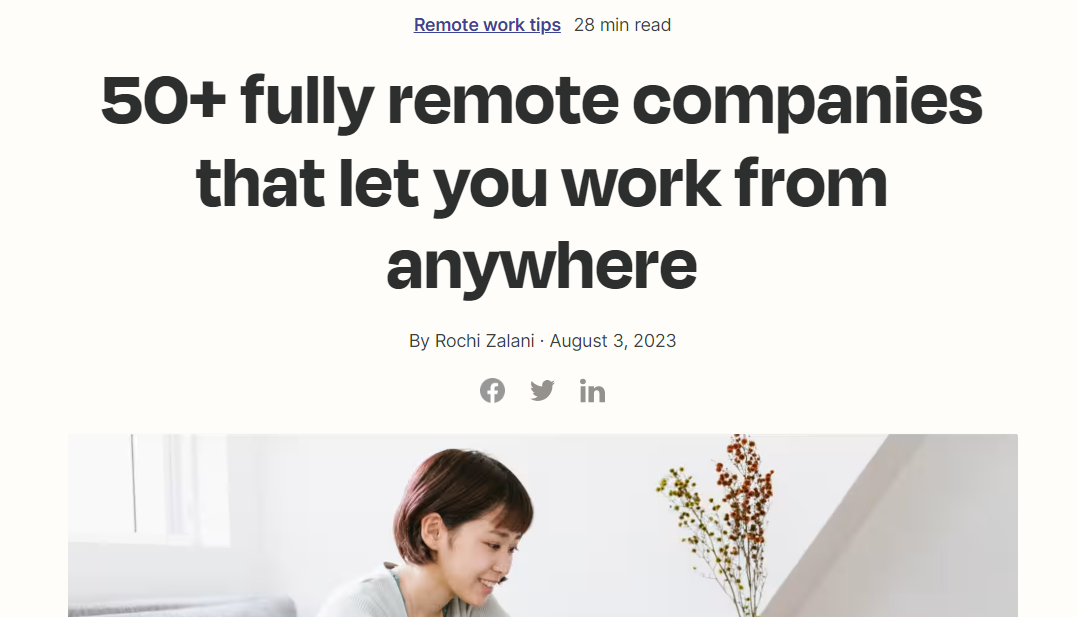 Remote work tips 28 min read
50+ fully remote companies
that let you work from
anywhere
By Rochi Zalani · August 3, 2023